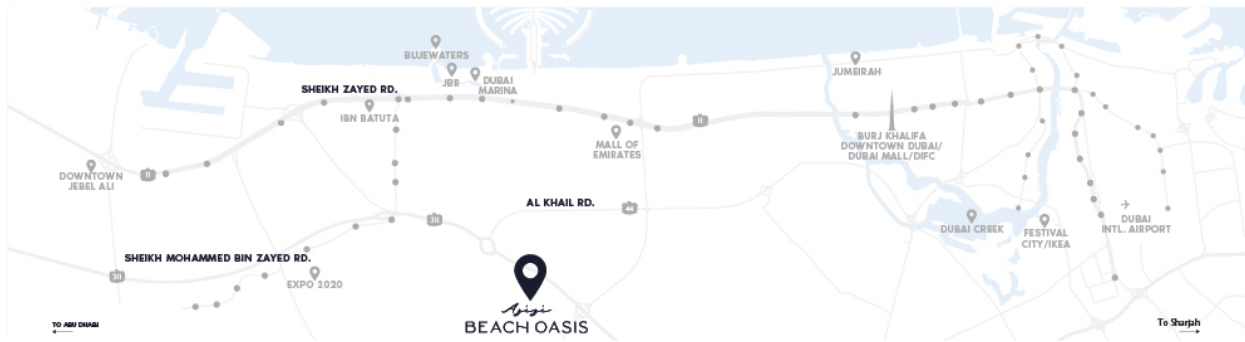 BLUEWATERS
JBR
DUBAI
MARINA
JUMEIRAH
SHEIKH ZAYED RD.
IBN BATUTA
11
MALL OF
EMIRATES
BURJ KHALIFA
DOWNTOWN DUBAI/
DUBAI MALL/DIFC
DOWNTOWN
JEBEL ALI
11
AL KHAIL RD.
44
311
DUBAI CREEK
FESTIVAL
CITY/IKEA
DUBAI
INTL. AIRPORT
SHEIKH MOHAMMED BIN ZAYED RD.
311
EXPO 2020
Azizi
BEACH OASIS
TO ABU DHABI
To Sharjah